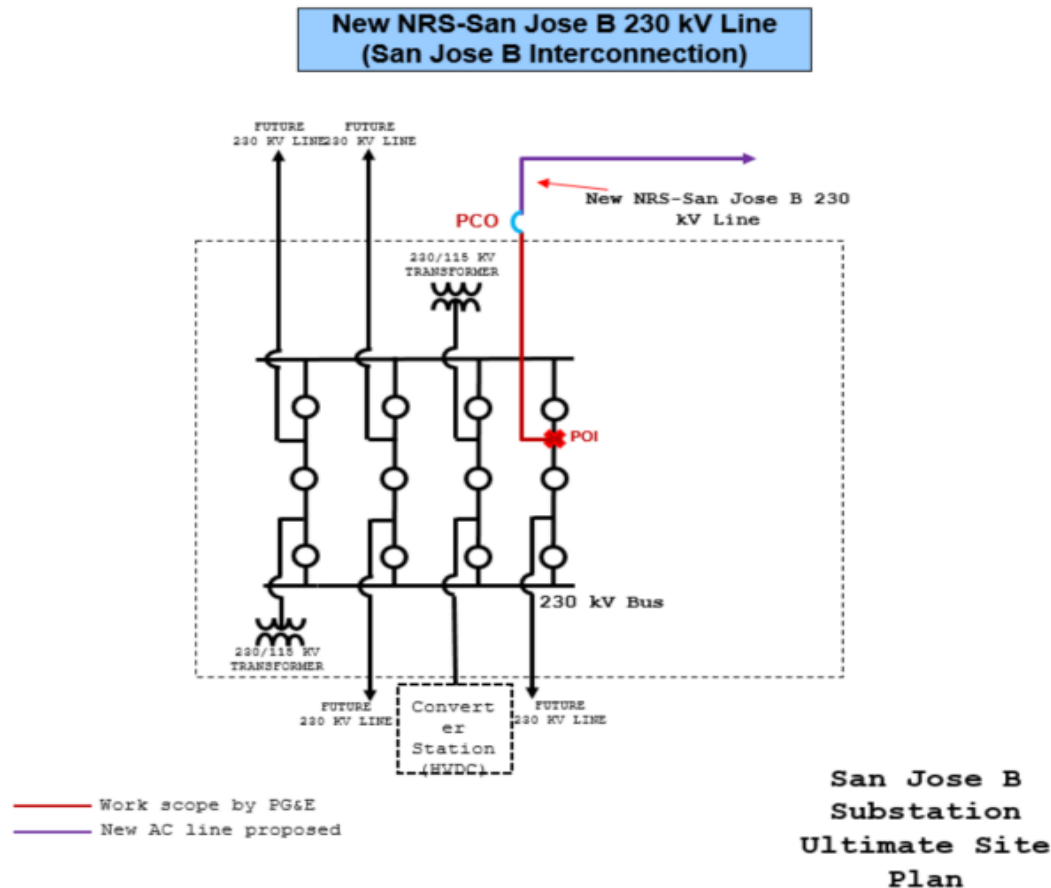 New NRS-San Jose B 230 kV Line
(San Jose B Interconnection)
FUTURE
230 KV LINE
FUTURE
230 KV LINE
New NRS-San Jose B 230
kV Line
PCO
230/115 KV
TRANSFORMER
POI
230 kV Bus
230/115 KV
TRANSFORMER
FUTURE
230 KV LINE
Convert
er
Station
(HVDC)
FUTURE
230 KV LINE
Work scope by PG&E
New AC line proposed
San Jose B
Substation
Ultimate Site
Plan